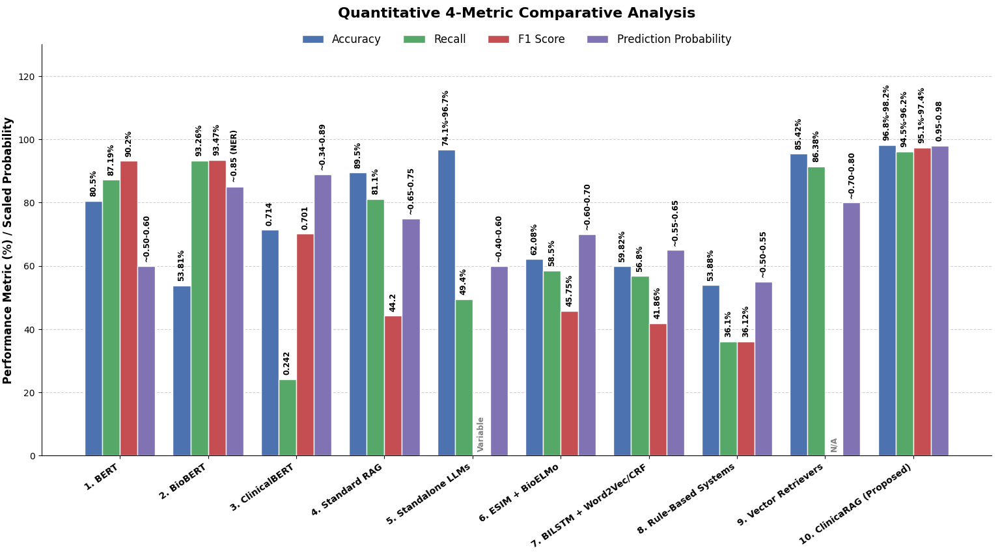 Quantitative 4-Metric Comparative Analysis
Accuracy Recall F1 Score Prediction Probability
Performance Metric (%) / Scaled Probability
120
100
80
60
40
20
0
80.5%
87.19%
90.2%
~0.50-0.60
53.81%
93.26%
93.47%
~0.85 (NER)
0.714
0.242
0.701
~0.34-0.89
89.5%
81.1%
44.2
~0.65-0.75
74.1%-96.7%
49.4%
Variable
~0.40-0.60
62.08%
58.5%
45.75%
~0.60-0.70
59.82%
56.8%
41.86%
~0.55-0.65
53.88%
36.1%
36.12%
~0.50-0.55
85.42%
86.38%
N/A
~0.70-0.80
96.8%-98.2%
94.5%-96.2%
95.1%-97.4%
0.95-0.98
1. BERT
2. BioBERT
3. ClinicalBERT
4. Standard RAG
5. Standalone LLMs
6. ESIM + BioELMo
7. BILSTM + Word2Vec/CRF
8. Rule-Based Systems
9. Vector Retrievers
10. ClinicaRAG (Proposed)